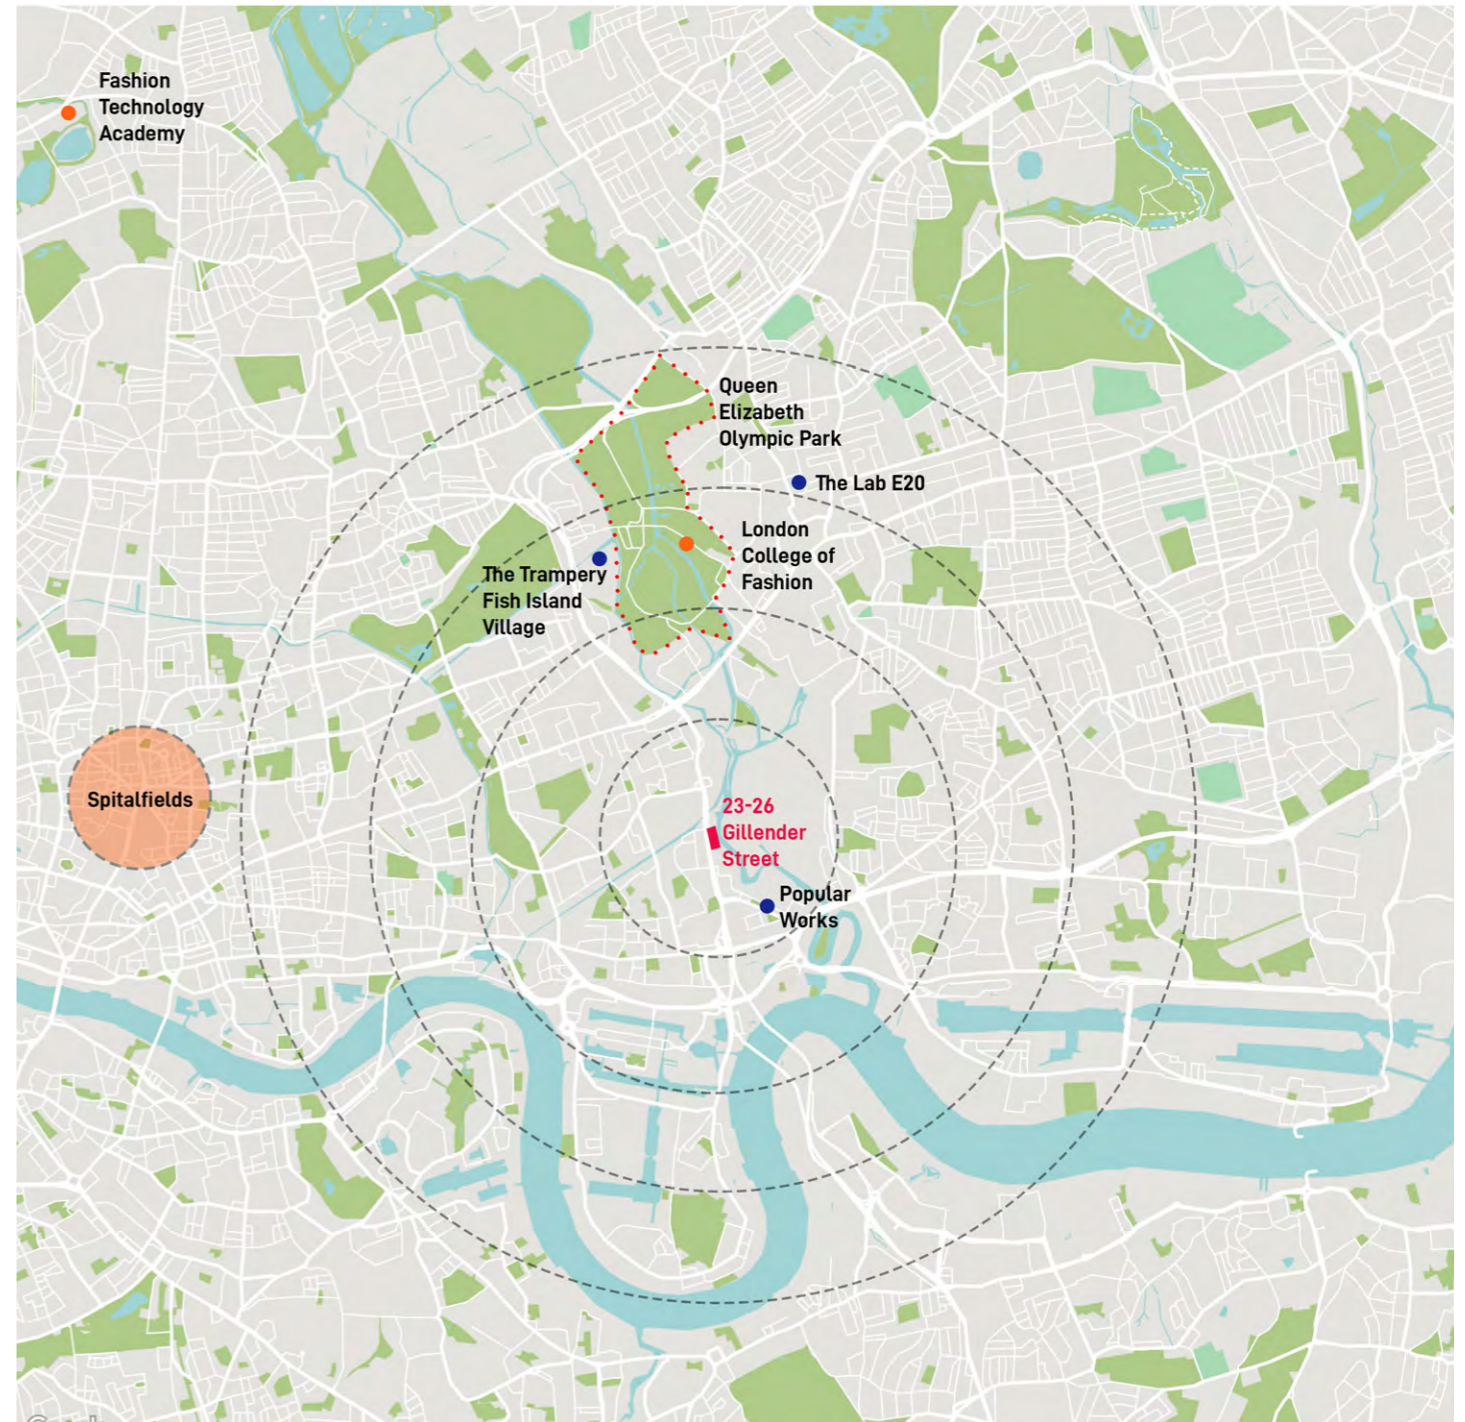 Fashion
Technology
Academy
Queen
Elizabeth
Olympic Park
The Lab E20
London
College of
Fashion
The Trampery
Fish Island
Village
Spitalfields
23-26
Gillender
Street
Popular
Works